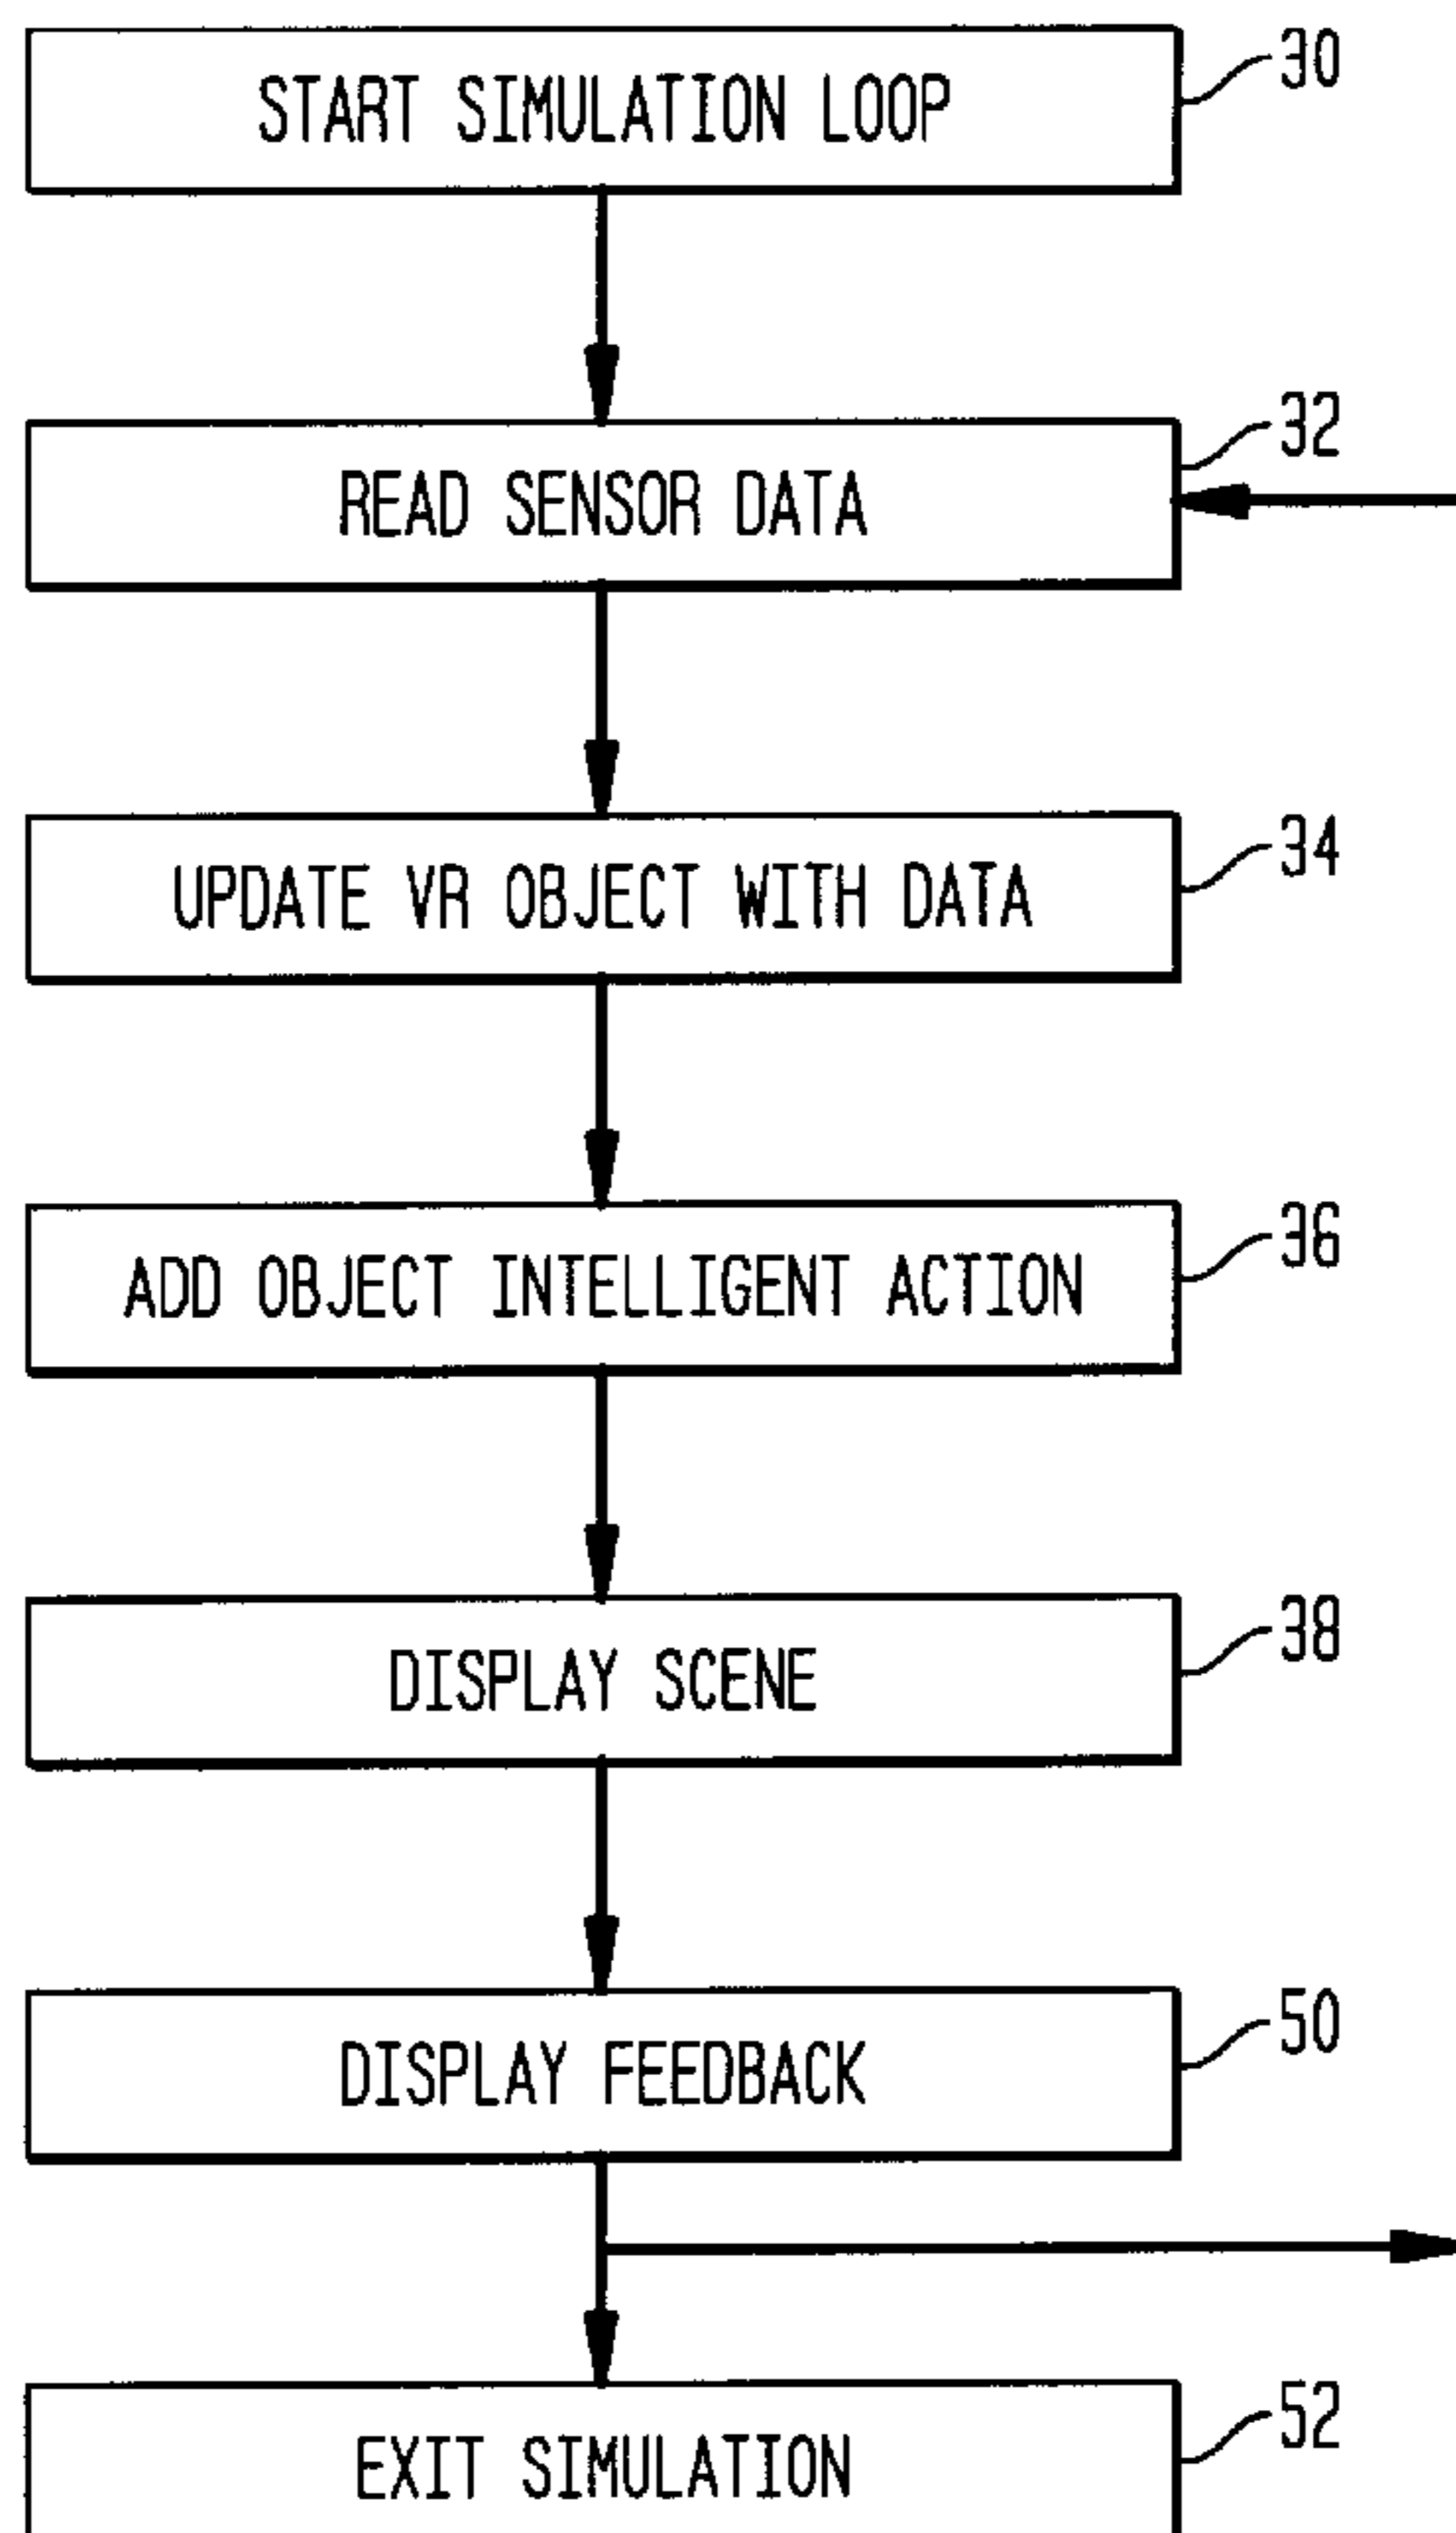 START SIMULATION LOOP
30
READ SENSOR DATA
32
UPDATE VR OBJECT WITH DATA
34
ADD OBJECT INTELLIGENT ACTION
36
DISPLAY SCENE
38
DISPLAY FEEDBACK
50
EXIT SIMULATION
52